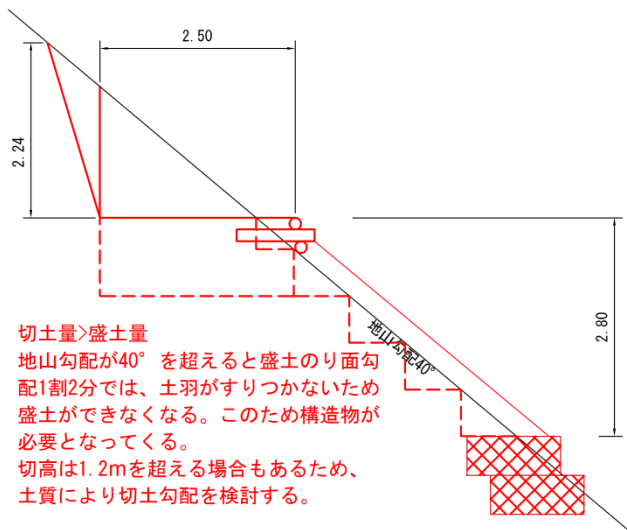 2.50
2.24
2.80
地山勾配40°
切土量>盛土量
地山勾配が40°を超えると盛土のり面勾
配1割2分では、土羽がすりつかないため
盛土ができなくなる。このため構造物が
必要となってくる。
切高は1.2mを超える場合もあるため、
土質により切土勾配を検討する。